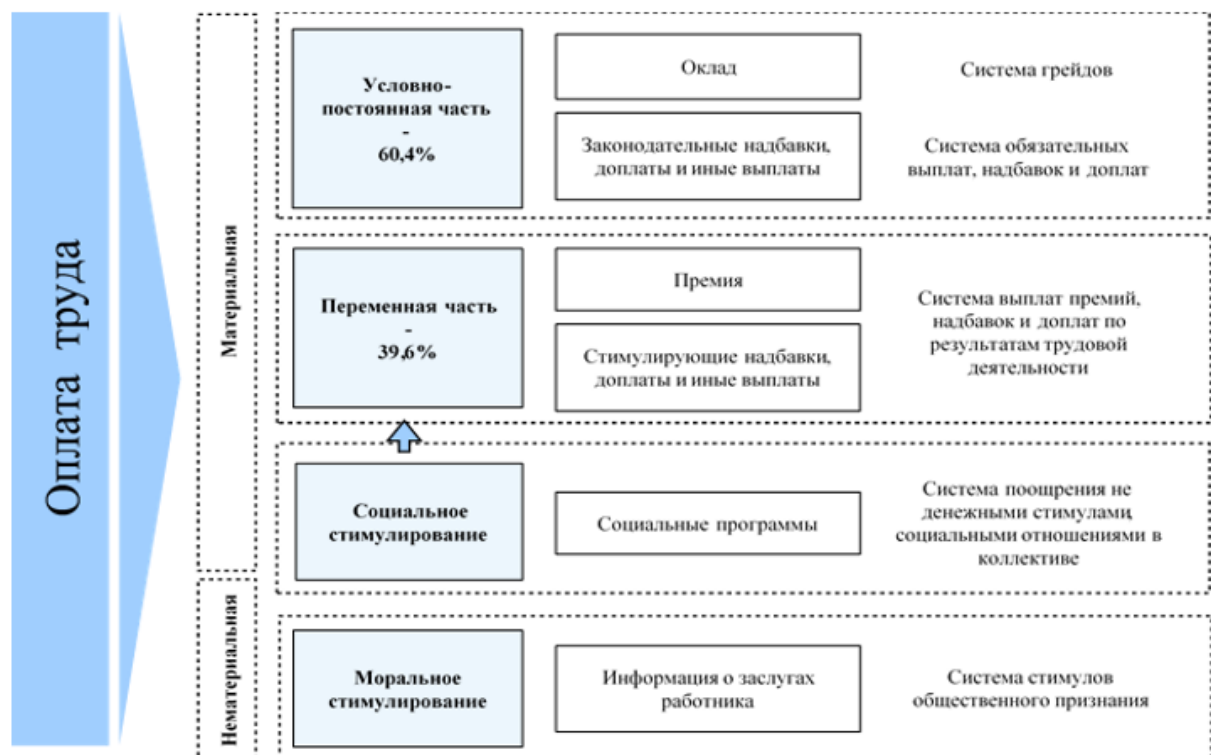 Оплата труда
Материальная
Нематериальная
Условно-
постоянная часть
-
60,4%
Оклад
Система грейдов
Законодательные надбавки,
доплаты и иные выплаты
Система обязательных
выплат, надбавок и доплат
Переменная часть
-
39,6%
Премия
Стимулирующие надбавки,
доплаты и иные выплаты
Система выплат премий,
надбавок и доплат по
результатам трудовой
деятельности
Социальное
стимулирование
Социальные программы
Система поощрения не
денежными стимулами,
социальными отношениями в
коллективе
Моральное
стимулирование
Информация о заслугах
работника
Система стимулов
общественного признания